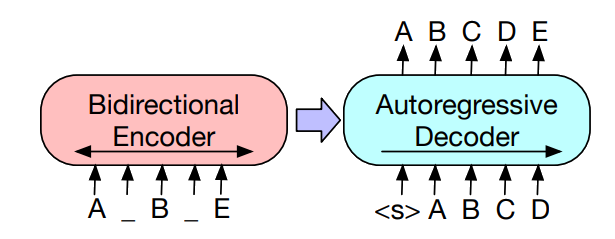 A B C D E
Bidirectional
Encoder
Autoregressive
Decoder
A _ B _ E
<s> A B C D